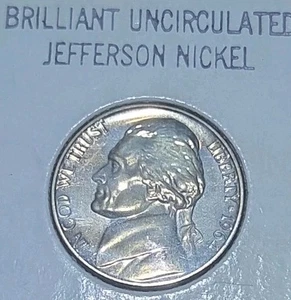 BRILLIANT UNCIRCULATED
JEFFERSON NICKEL
IN GOD WE TRUST
LIBERTY